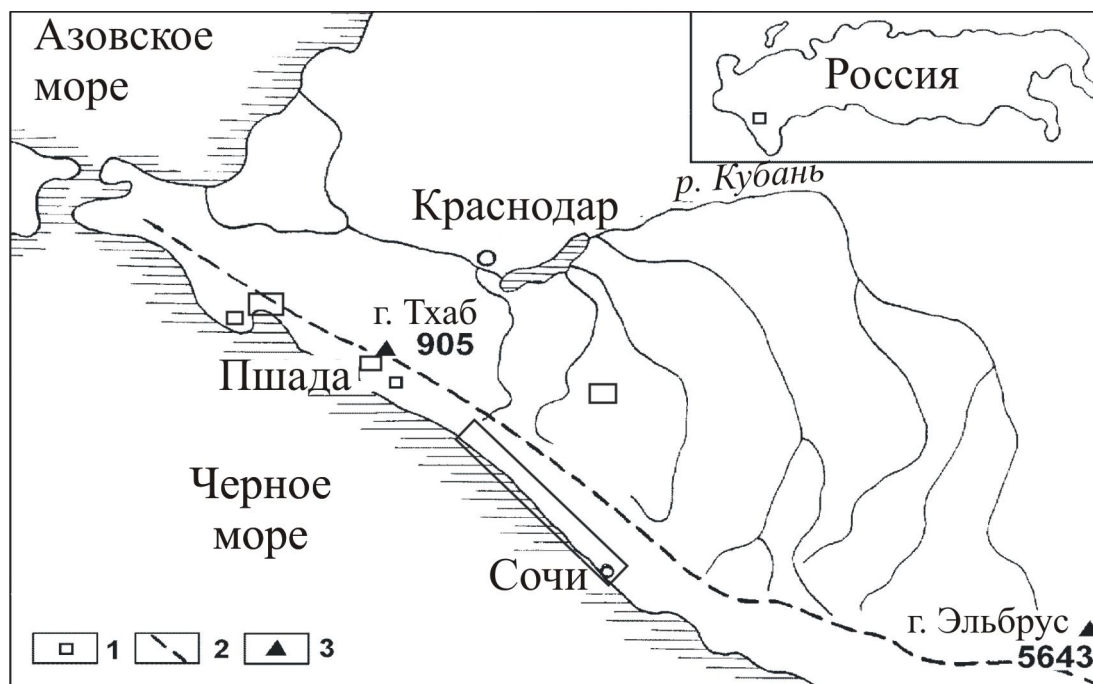 Азовское
море
Россия
р. Кубань
Краснодар
г. Тхаб
905
Пшада
Черное
море
Сочи
г. Эльбрус
5643
1
2
3